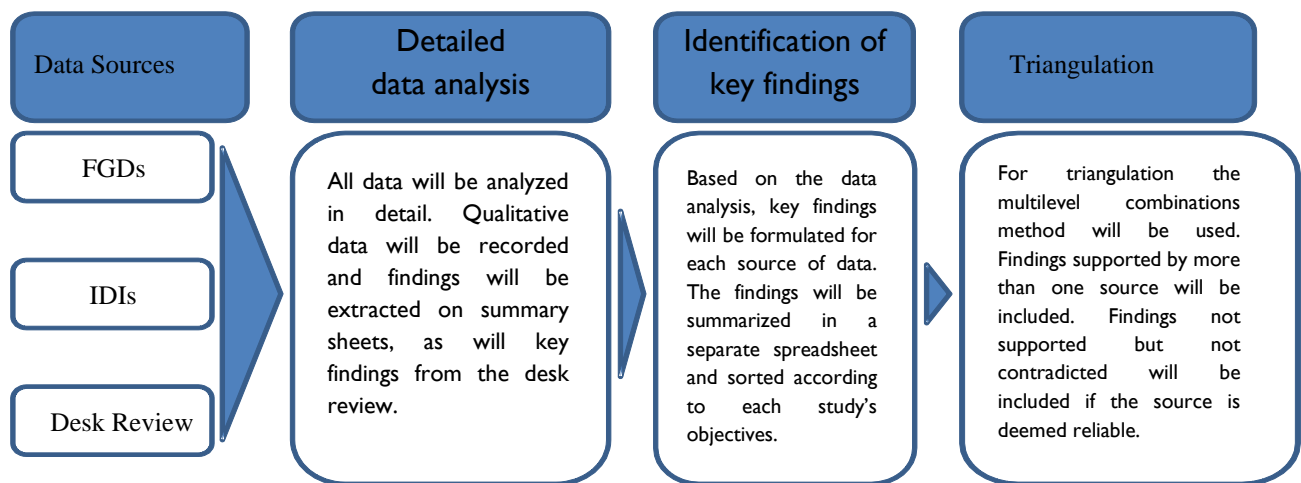 Data Sources
Detailed
data analysis
Identification of
key findings
Triangulation
FGDs
IDIs
Desk Review
All data will be analyzed
in detail. Qualitative
data will be recorded
and findings will be
extracted on summary
sheets, as will key
findings from the desk
review.
Based on the data
analysis, key findings
will be formulated for
each source of data.
The findings will be
summarized in a
separate spreadsheet
and sorted according
to each study's
objectives.
For triangulation the
multilevel combinations
method will be used.
Findings supported by more
than one source will be
included. Findings not
supported but not
contradicted will be
included if the source is
deemed reliable.